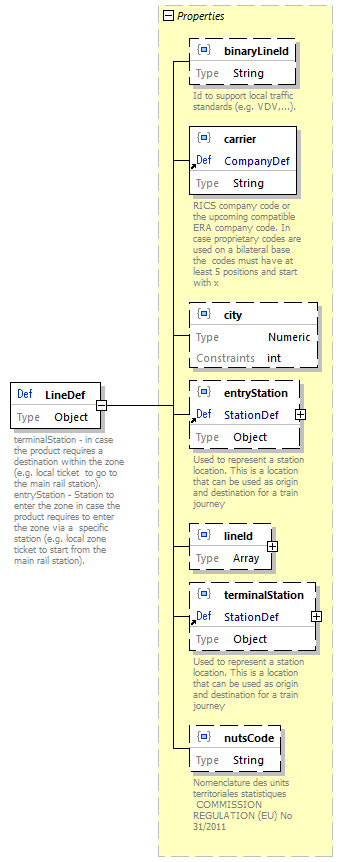 Properties
binaryLineId
Type String
Id to support local traffic
standards (e.g. VDV,...).
carrier
Def CompanyDef
Type String
RICS company code or
the upcoming compatible
ERA company code. In
case proprietary codes are
used on a bilateral base
the codes must have at
least 5 positions and start
with x
city
Type Numeric
Constraints int
Def LineDef
Type Object
terminalStation - in case
the product requires a
destination within the zone
(e.g. local ticket to go to
the main rail station).
entryStation - Station to
enter the zone in case the
product requires to enter
the zone via a specific
station (e.g. local zone
ticket to start from the
main rail station).
entryStation
Def StationDef
Type Object
Used to represent a station
location. This is a location
that can be used as origin
and destination for a train
journey
lineId
Type Array
terminalStation
Def StationDef
Type Object
Used to represent a station
location. This is a location
that can be used as origin
and destination for a train
journey
nutsCode
Type String
Nomenclature des units
territoriales statistiques
COMMISSION
REGULATION (EU) No
31/2011